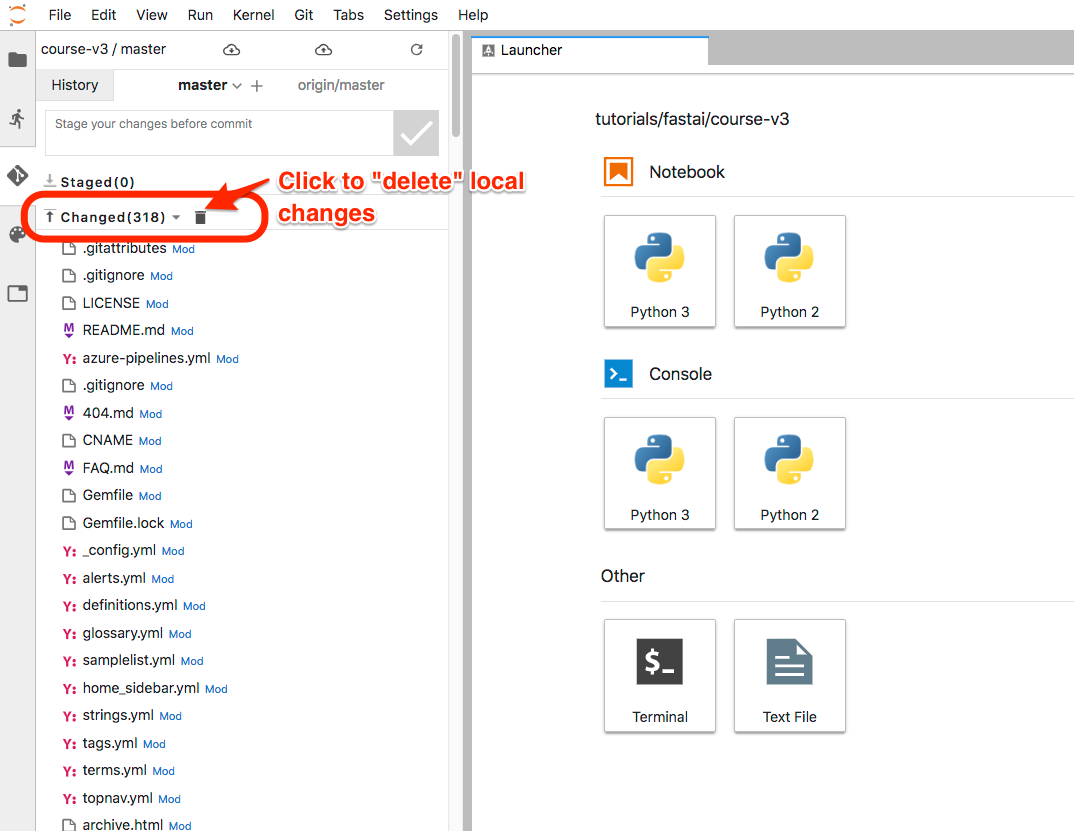 File Edit View Run Kernel Git Tabs Settings Help
course-v3 / master
History
master
origin/master
Stage your changes before commit
Staged(0)
Changed(318)
Click to "delete" local
changes
.gitattributes Mod
.gitignore Mod
LICENSE Mod
README.md Mod
azure-pipelines.yml Mod
.gitignore Mod
404.md Mod
CNAME Mod
FAQ.md Mod
Gemfile Mod
Gemfile.lock Mod
_config.yml Mod
alerts.yml Mod
definitions.yml Mod
glossary.yml Mod
samplelist.yml Mod
home_sidebar.yml Mod
strings.yml Mod
tags.yml Mod
terms.yml Mod
topnav.yml Mod
archive.html Mod
Launcher
tutorials/fastai/course-v3
Notebook
Python 3
Python 2
Console
Python 3
Python 2
Other
$_
Terminal
Text File